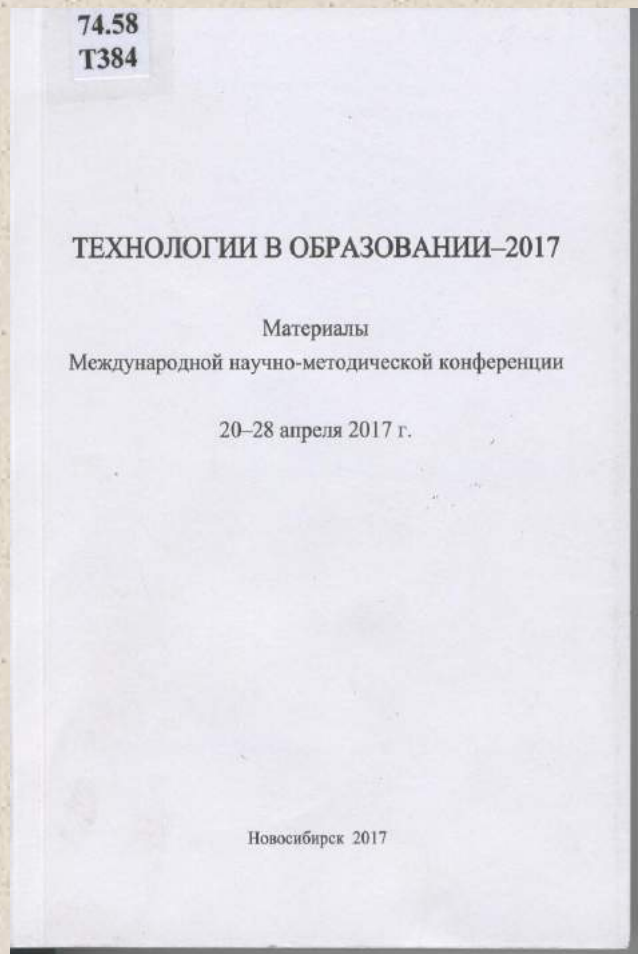 74.58
Т384
ТЕХНОЛОГИИ В ОБРАЗОВАНИИ–2017
Материалы
Международной научно-методической конференции
20–28 апреля 2017 г.
Новосибирск 2017